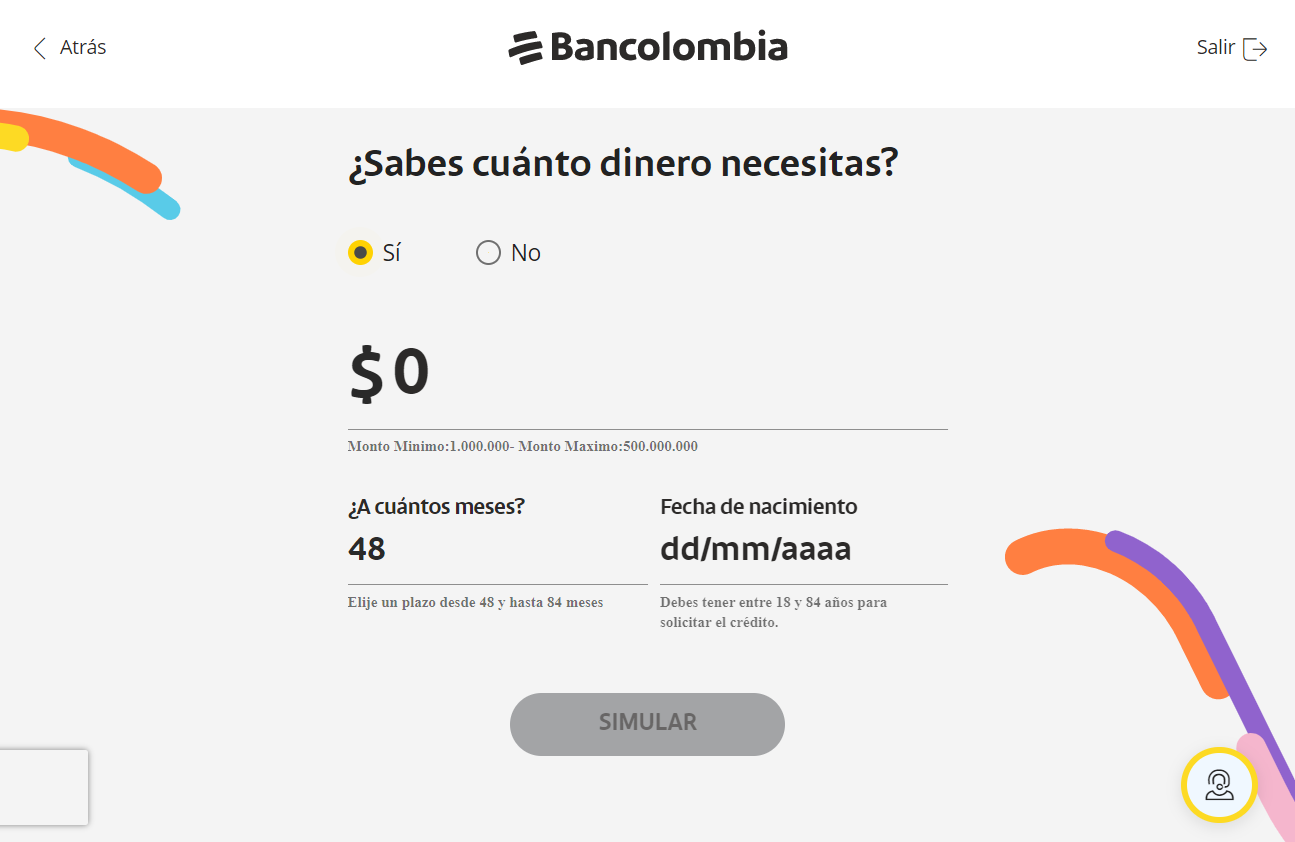 Atrás
Bancolombia
Salir
¿Sabes cuánto dinero necesitas?
Sí
No
$ 0
Monto Minimo:1.000.000- Monto Maximo:500.000.000
¿A cuántos meses?
48
Elije un plazo desde 48 y hasta 84 meses
Fecha de nacimiento
dd/mm/aaaa
Debes tener entre 18 y 84 años para
solicitar el crédito.
SIMULAR